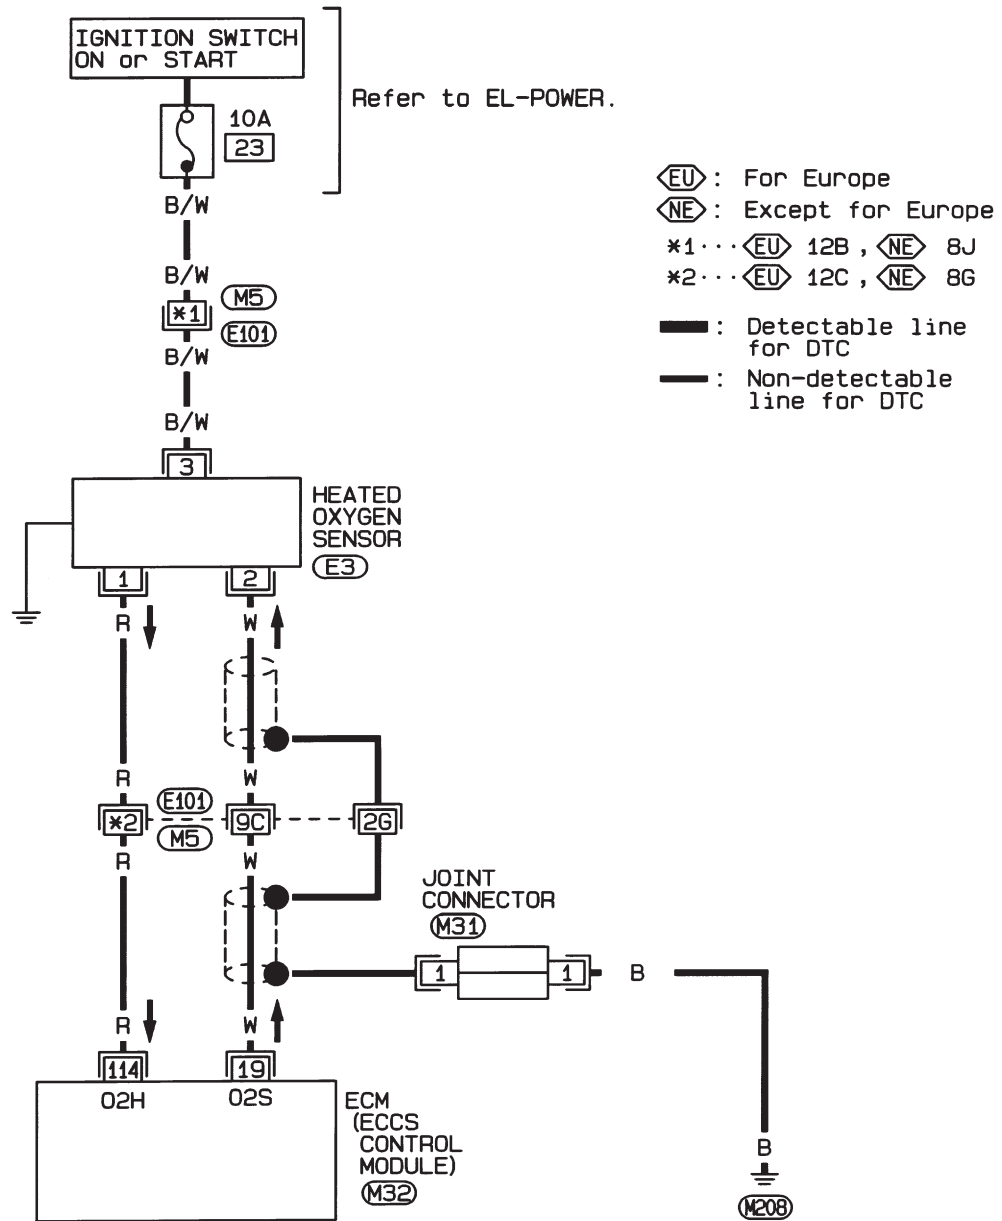 IGNITION SWITCH
ON or START
Refer to EL-POWER.
10A
23
B/W
B/W
M5
*1
E101
B/W
B/W
3
EU : For Europe
NE : Except for Europe
*1··· EU 12B , NE 8J
*2··· EU 12C , NE 8G
: Detectable line
for DTC
: Non-detectable
line for DTC
HEATED
OXYGEN
SENSOR
E3
1 2
R W
R W
E101
*2 9C 2G
M5
R W
JOINT
CONNECTOR
M31
1 1 B
R W
114 19
O2H O2S
ECM
(ECCS
CONTROL
MODULE)
M32
B
M208